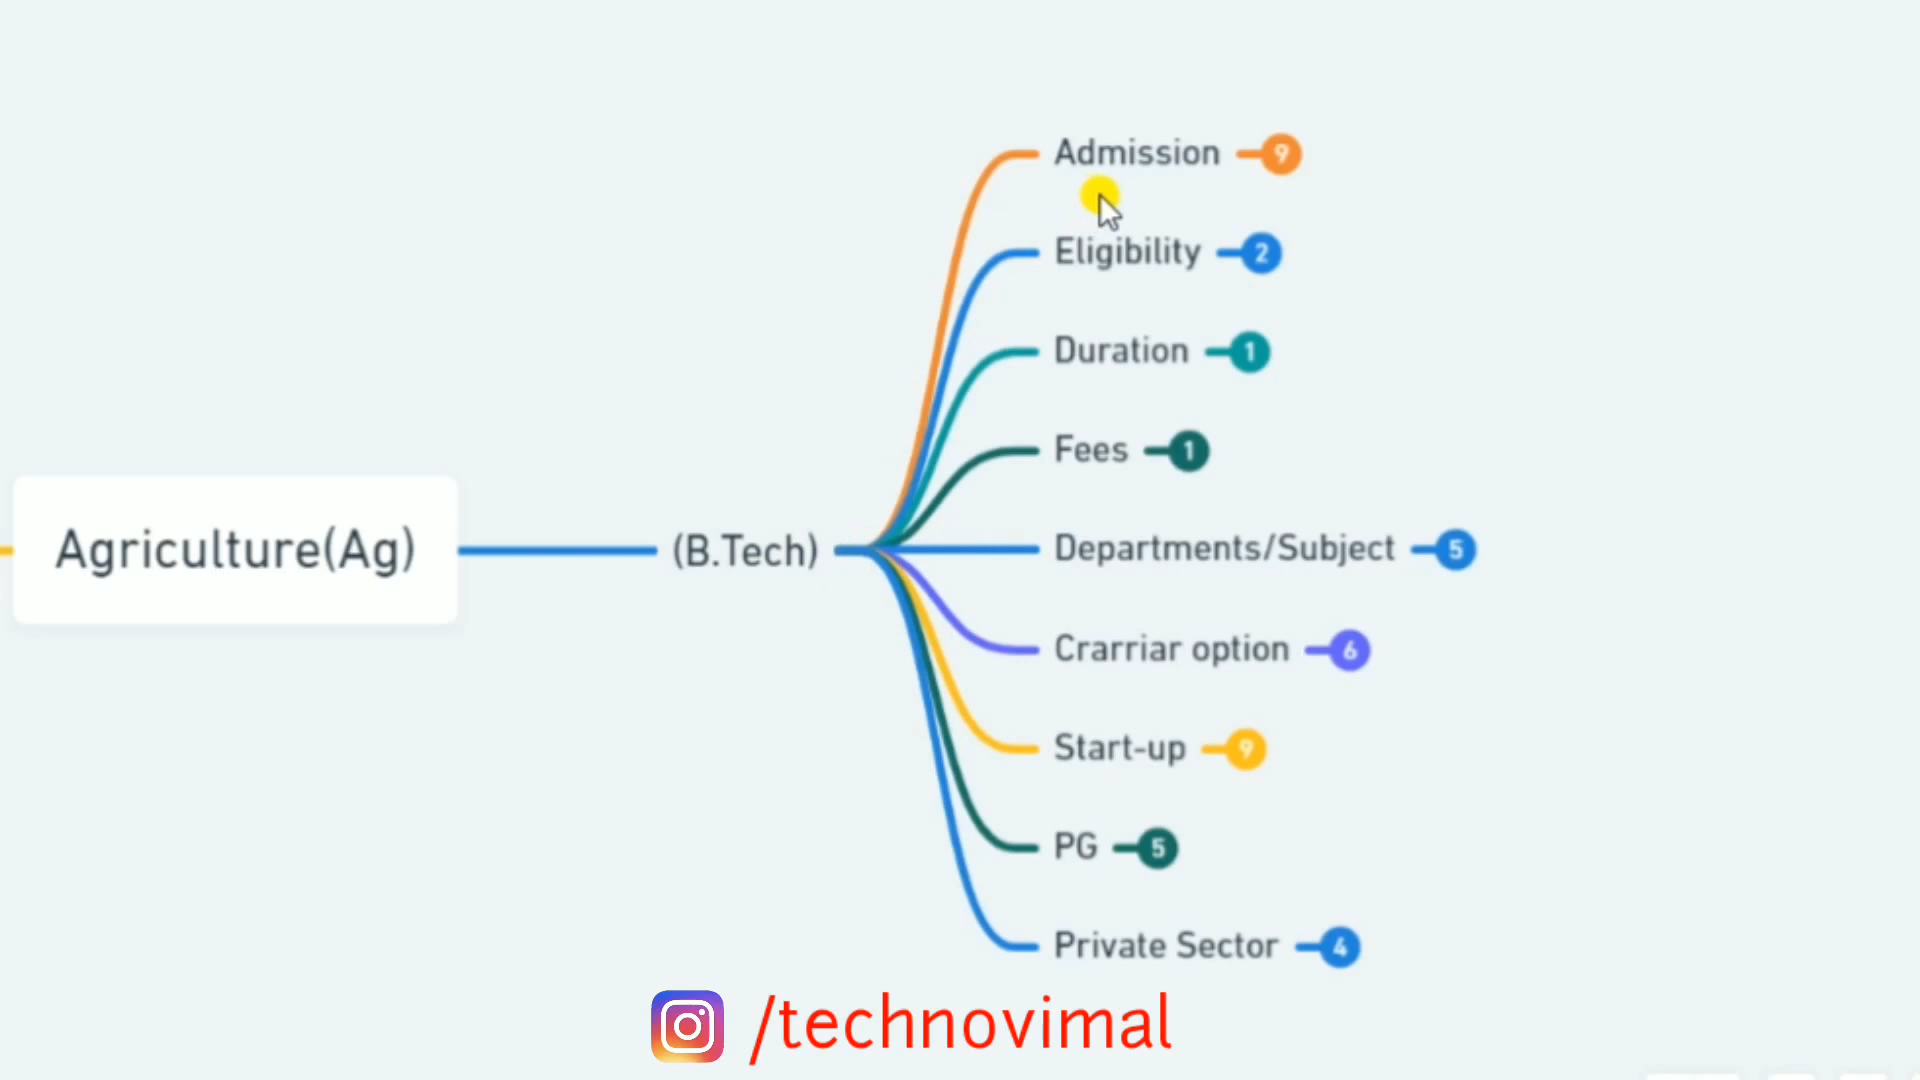 Admission 9
Eligibility 2
Duration 1
Fees 1
Agriculture(Ag) (B.Tech) Departments/Subject 5
Crarriar option 6
Start-up 9
PG 5
Private Sector 4
/technovimal